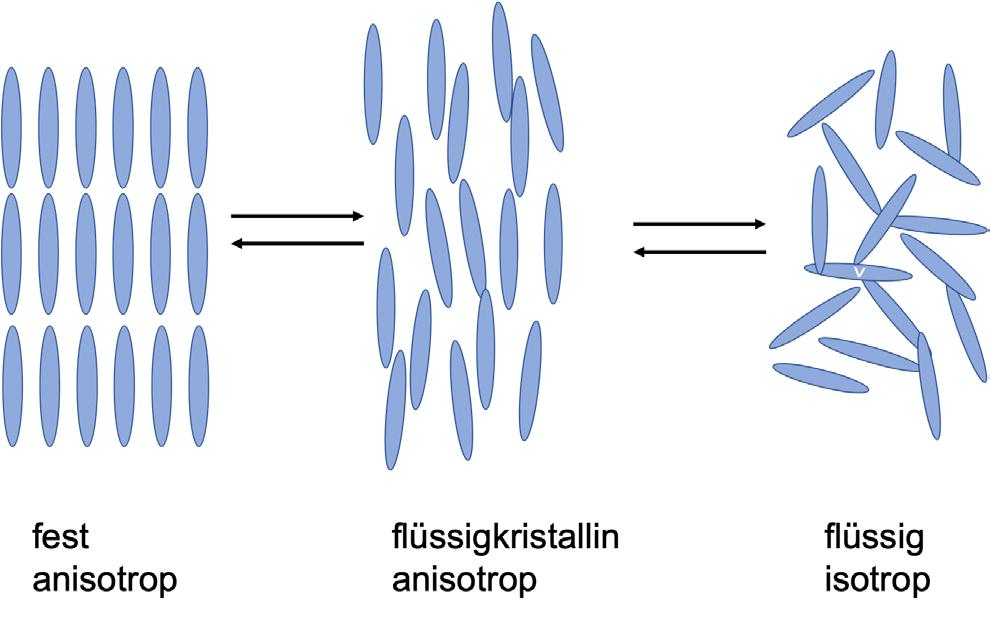 v
fest
anisotrop
flüssigkristallin
anisotrop
flüssig
isotrop